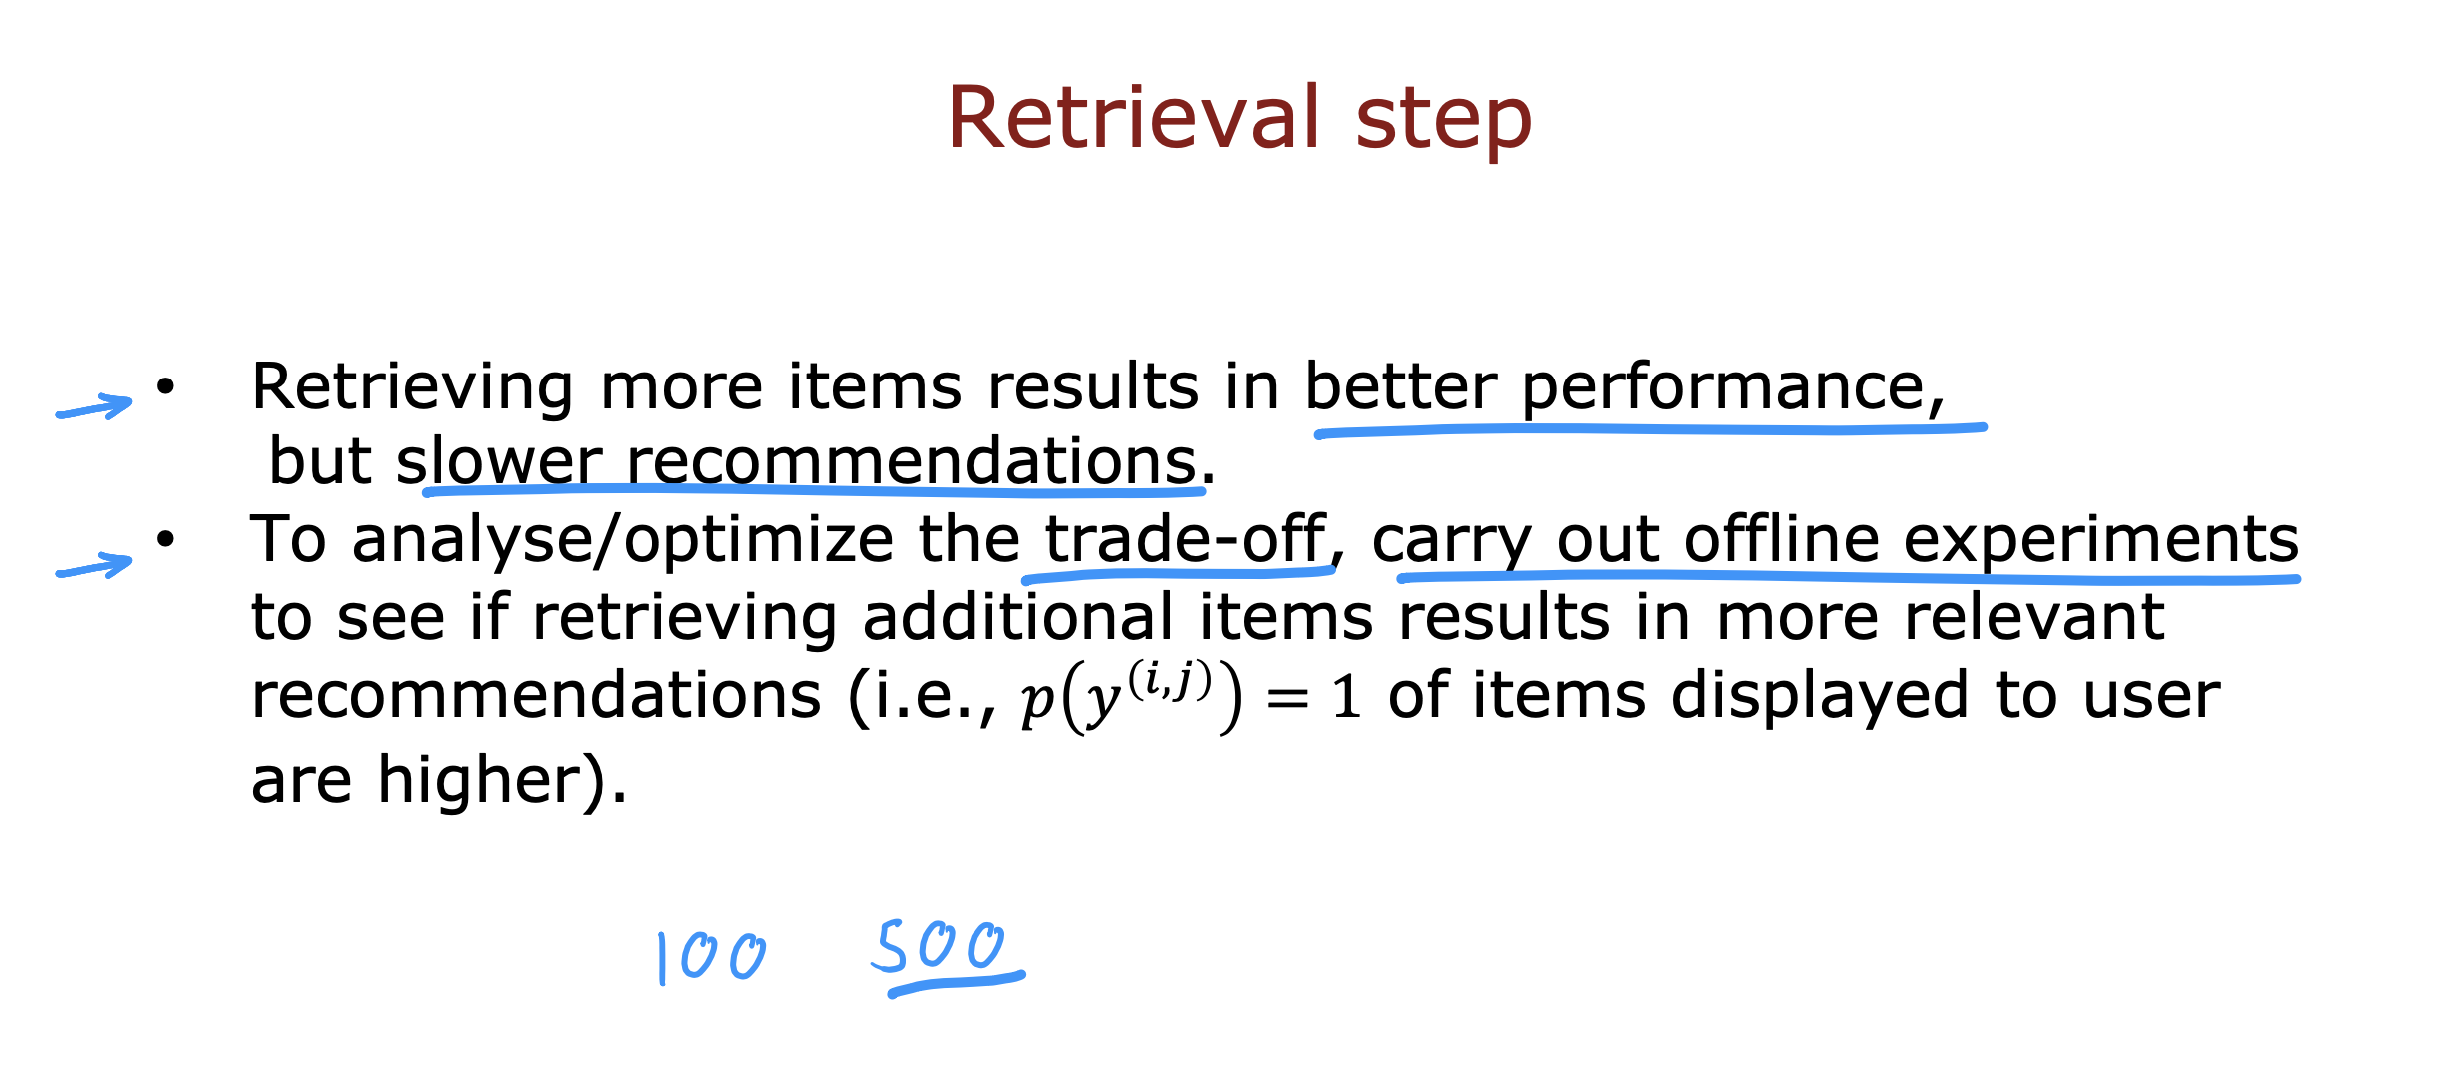 Retrieval step
• Retrieving more items results in better performance,
but slower recommendations.
• To analyse/optimize the trade-off, carry out offline experiments
to see if retrieving additional items results in more relevant
recommendations (i.e., p(y^(i,j)) = 1 of items displayed to user
are higher).
100 500